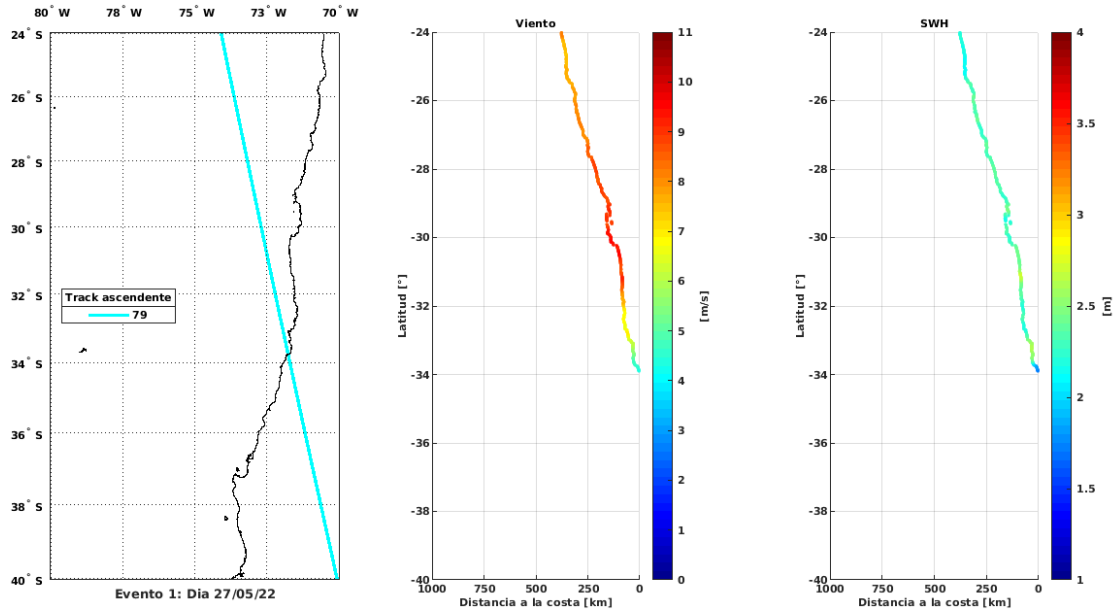 80° W 78° W 75° W 73° W 70° W
24° S
26° S
28° S
30° S
32° S
34° S
36° S
38° S
40° S
Track ascendente
79
Evento 1: Dia 27/05/22
Viento
Latitud [°]
-24
-26
-28
-30
-32
-34
-36
-38
-40
1000 750 500 250 0
Distancia a la costa [km]
11
10
9
8
7
6
5
4
3
2
1
0
[m/s]
SWH
Latitud [°]
-24
-26
-28
-30
-32
-34
-36
-38
-40
1000 750 500 250 0
Distancia a la costa [km]
4
3.5
3
2.5
2
1.5
1
[m]